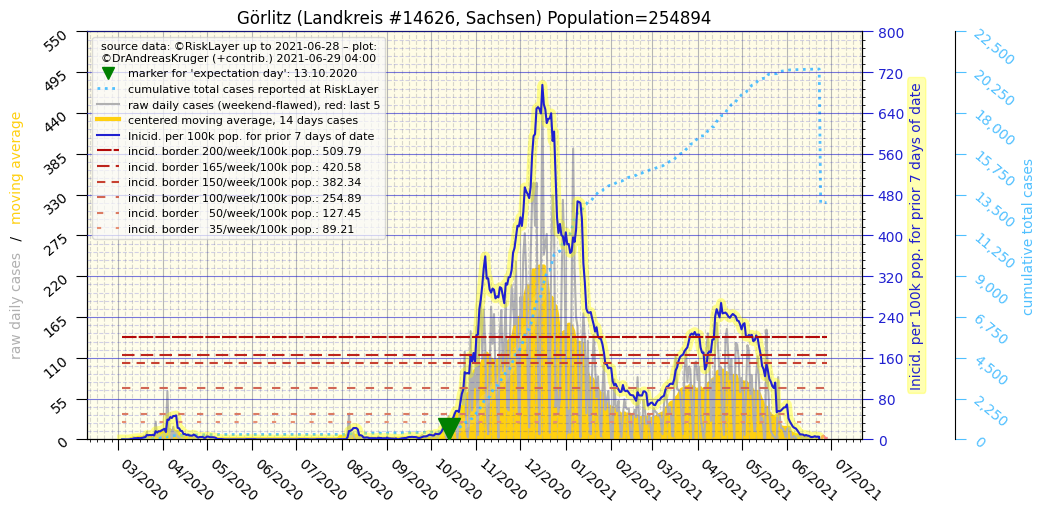 Görlitz (Landkreis #14626, Sachsen) Population=254894
source data: ©RiskLayer up to 2021-06-28 – plot:
©DrAndreasKruger (+contrib.) 2021-06-29 04:00
marker for 'expectation day': 13.10.2020
cumulative total cases reported at RiskLayer
raw daily cases (weekend-flawed), red: last 5
centered moving average, 14 days cases
Inicid. per 100k pop. for prior 7 days of date
incid. border 200/week/100k pop.: 509.79
incid. border 165/week/100k pop.: 420.58
incid. border 150/week/100k pop.: 382.34
incid. border 100/week/100k pop.: 254.89
incid. border 50/week/100k pop.: 127.45
incid. border 35/week/100k pop.: 89.21
raw daily cases / moving average
550
495
440
385
330
275
220
165
110
55
0
03/2020
04/2020
05/2020
06/2020
07/2020
08/2020
09/2020
10/2020
11/2020
12/2020
01/2021
02/2021
03/2021
04/2021
05/2021
06/2021
07/2021
800
720
640
560
480
400
320
240
160
80
0
Inicid. per 100k pop. for prior 7 days of date
22,500
20,250
18,000
15,750
13,500
11,250
9,000
6,750
4,500
2,250
0
cumulative total cases